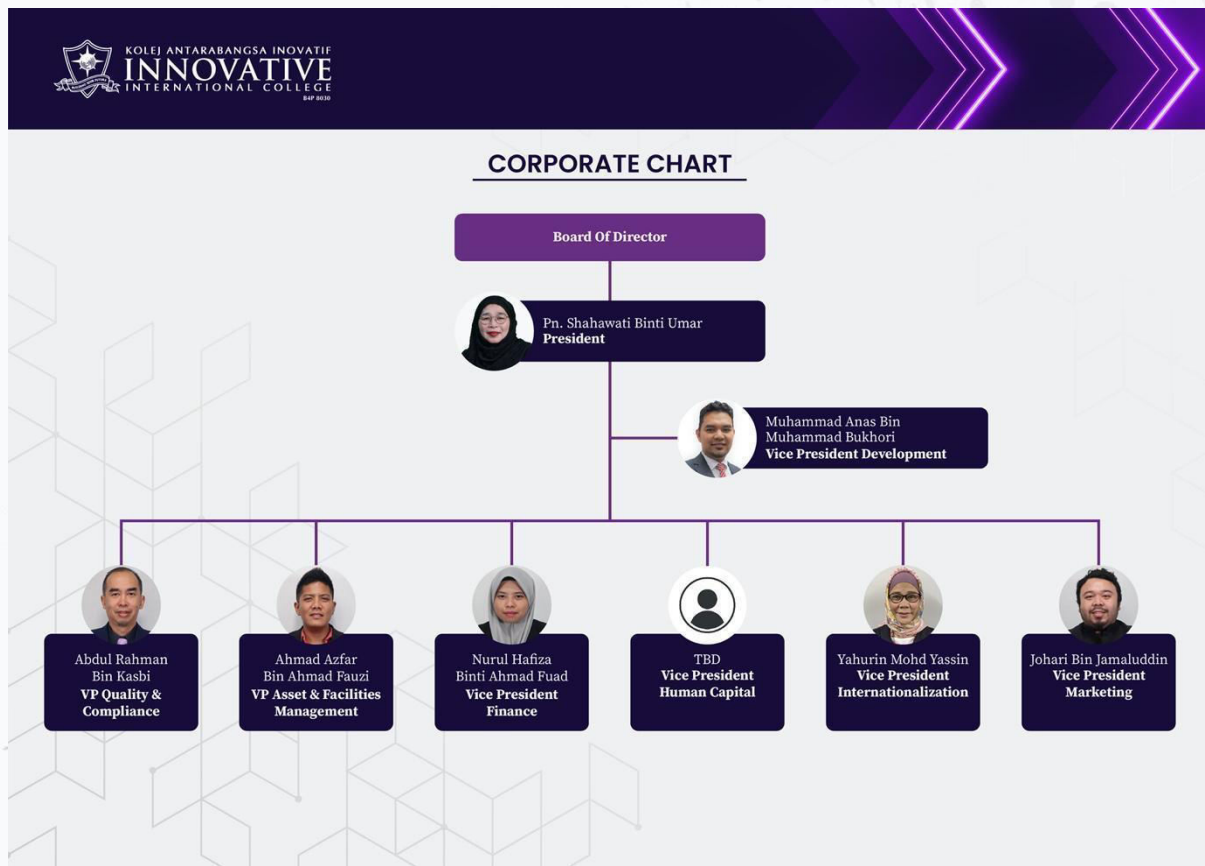 KOLEJ ANTARABANGSA INOVATIF
INNOVATIVE
INTERNATIONAL COLLEGE
B4P 8030
CORPORATE CHART
Board Of Director
Pn. Shahawati Binti Umar
President
Muhammad Anas Bin
Muhammad Bukhori
Vice President Development
Abdul Rahman
Bin Kasbi
VP Quality &
Compliance
Ahmad Azfar
Bin Ahmad Fauzi
VP Asset & Facilities
Management
Nurul Hafiza
Binti Ahmad Fuad
Vice President
Finance
TBD
Vice President
Human Capital
Yahurin Mohd Yassin
Vice President
Internationalization
Johari Bin Jamaluddin
Vice President
Marketing